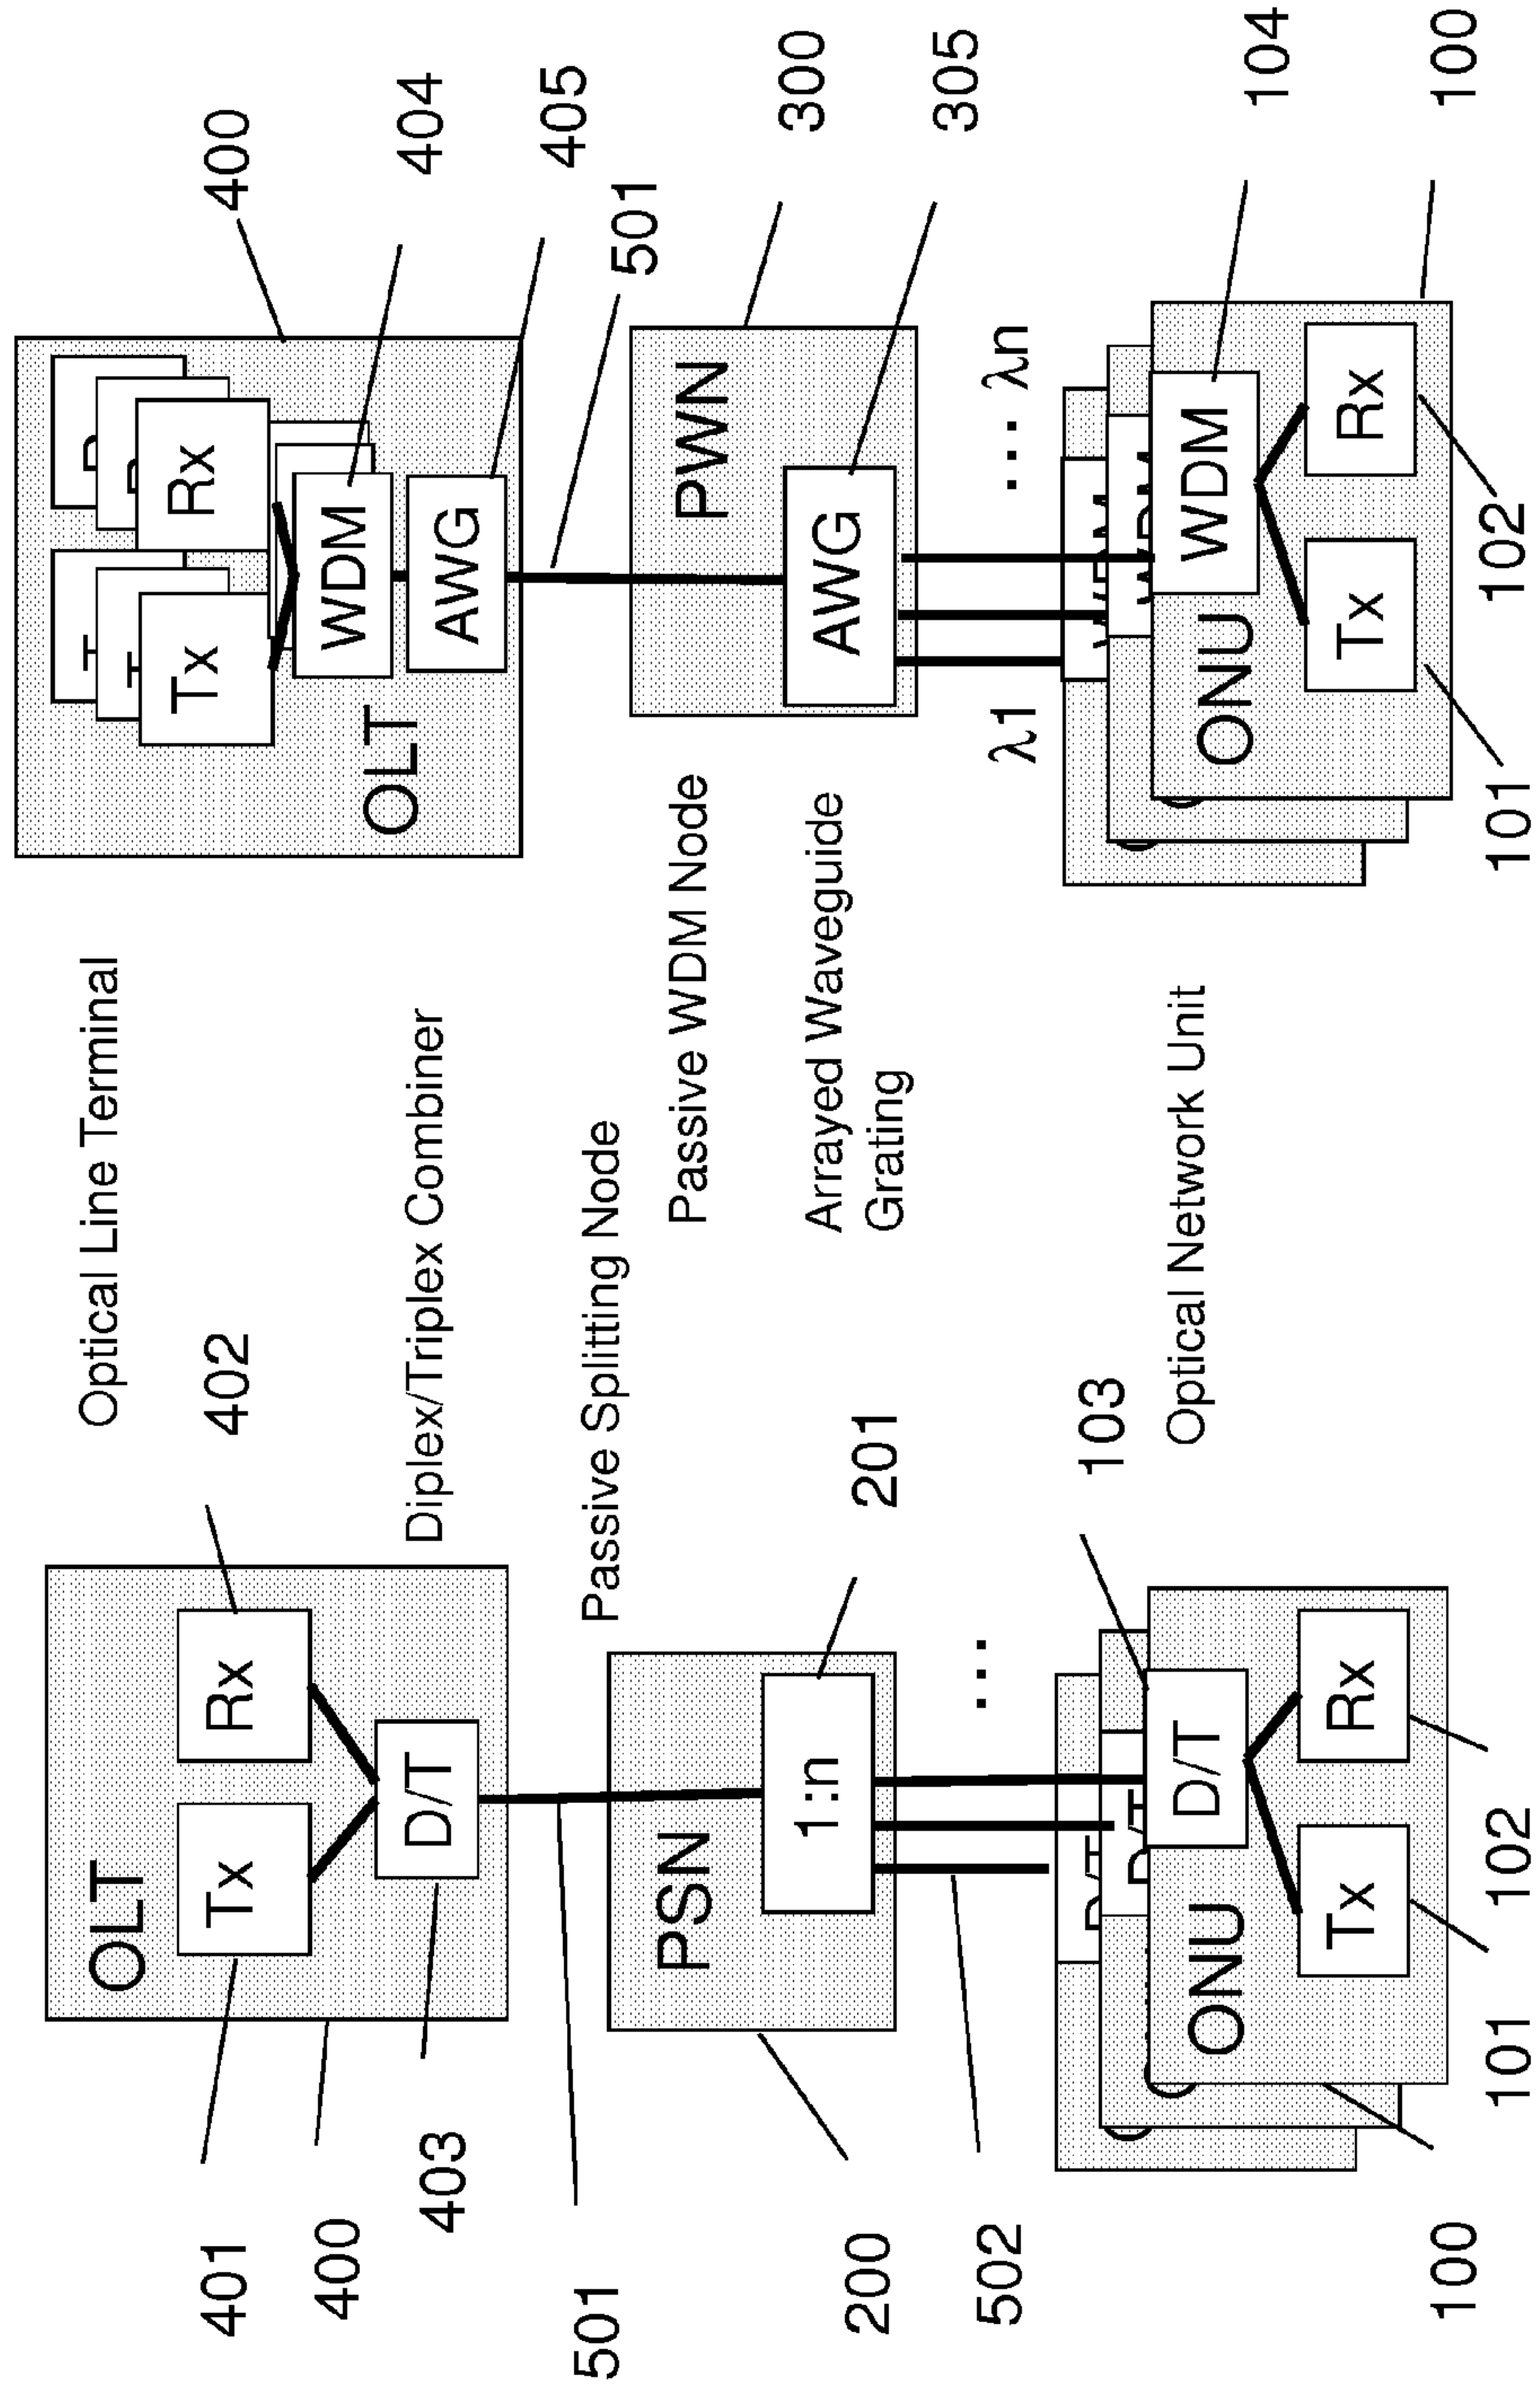 OLT
Tx
Rx
D/T
401
400
403
402
501
PSN
1:n
200
201
502
...
D/T
D/T
D/T
ONU
Tx
Rx
103
100
101
102
Optical Line Terminal
Diplex/Triplex Combiner
Passive Splitting Node
Passive WDM Node
Arrayed Waveguide
Grating
Optical Network Unit
Tx
Rx
WDM
AWG
OLT
400
404
405
501
PWN
AWG
300
305
λ1
... λn
WDM
WDM
WDM
ONU
Tx
Rx
104
100
101
102